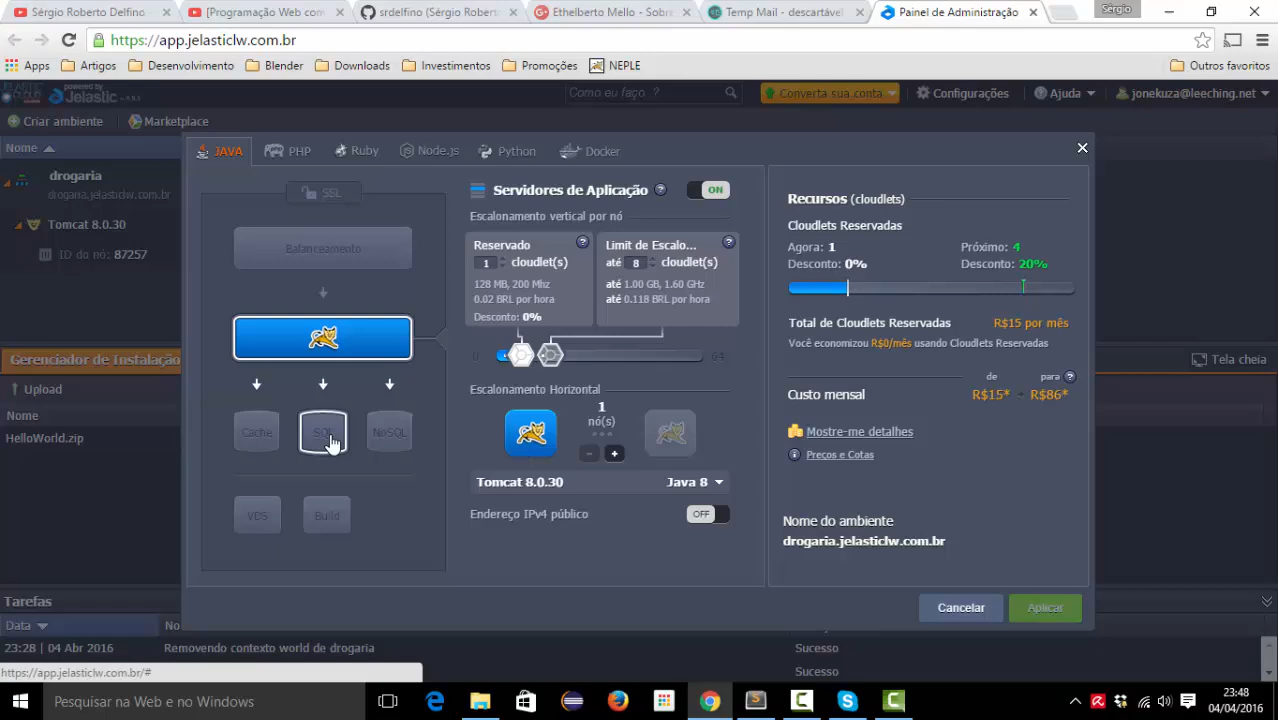 Sérgio Roberto Delfino
[Programação Web com
srdelfino (Sérgio Robert
Ethelberto Mello - Sobre
Temp Mail - descartável
Painel de Administração
Sérgio
https://app.jelasticlw.com.br
Apps
Artigos
Desenvolvimento
Blender
Downloads
Investimentos
Promoções
NEPLE
Outros favoritos
powered by
Jelastic
Como eu faço, ?
Converta sua conta
Configurações
Ajuda
jonekuza@leeching.net
Criar ambiente
Marketplace
Nome
drogaria
drogaria.jelasticlw.com.br
Tomcat 8.0.30
ID do nó: 87257
Gerenciador de Instalação
Upload
Tela cheia
Nome
HelloWorld.zip
JAVA
PHP
Ruby
Node.js
Python
Docker
SSL
Balanceamento
Cache
SQL
NoSQL
VDS
Build
Servidores de Aplicação ?
ON
Escalonamento vertical por nó
Reservado ?
1 cloudlet(s)
128 MB, 200 Mhz
0.02 BRL por hora
Desconto: 0%
Limit de Escalo... ?
até 8 cloudlet(s)
até 1.00 GB, 1.60 GHz
até 0.118 BRL por hora
0
64
Escalonamento Horizontal
1
nó(s)
- +
Tomcat 8.0.30
Java 8
Endereço IPv4 público
OFF
Recursos (cloudlets)
Cloudlets Reservadas
Agora: 1
Próximo: 4
Desconto: 0%
Desconto: 20%
Total de Cloudlets Reservadas
R$15 por mês
Você economizou R$0/mês usando Cloudlets Reservadas
de
para ?
Custo mensal
R$15* - R$86*
Mostre-me detalhes
Preços e Cotas
Nome do ambiente
drogaria.jelasticlw.com.br
Cancelar
Aplicar
Tarefas
Data
No
23:28 | 04 Abr 2016
Removendo contexto world de drogaria
Sucesso
Sucesso
https://app.jelasticlw.com.br/#
Pesquisar na Web e no Windows
23:48
04/04/2016